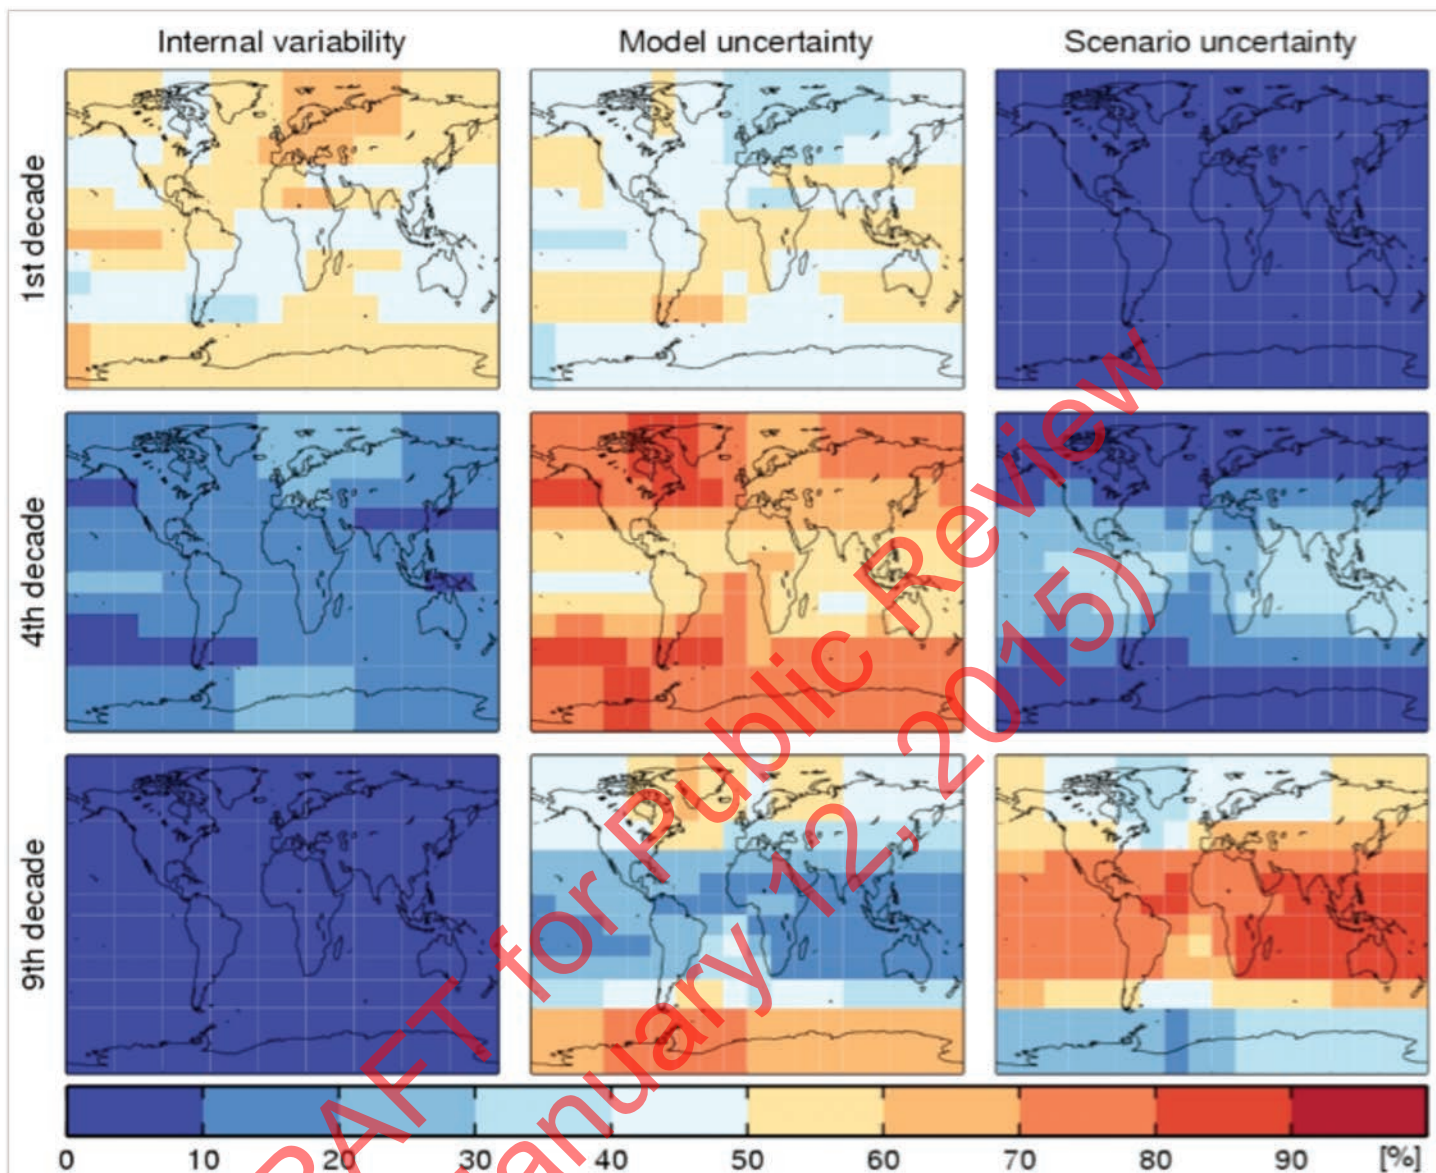 Internal variability Model uncertainty Scenario uncertainty
1st decade
4th decade
9th decade
0 10 20 30 40 50 60 70 80 90 [%]
for Public Review
January 12, 2015)